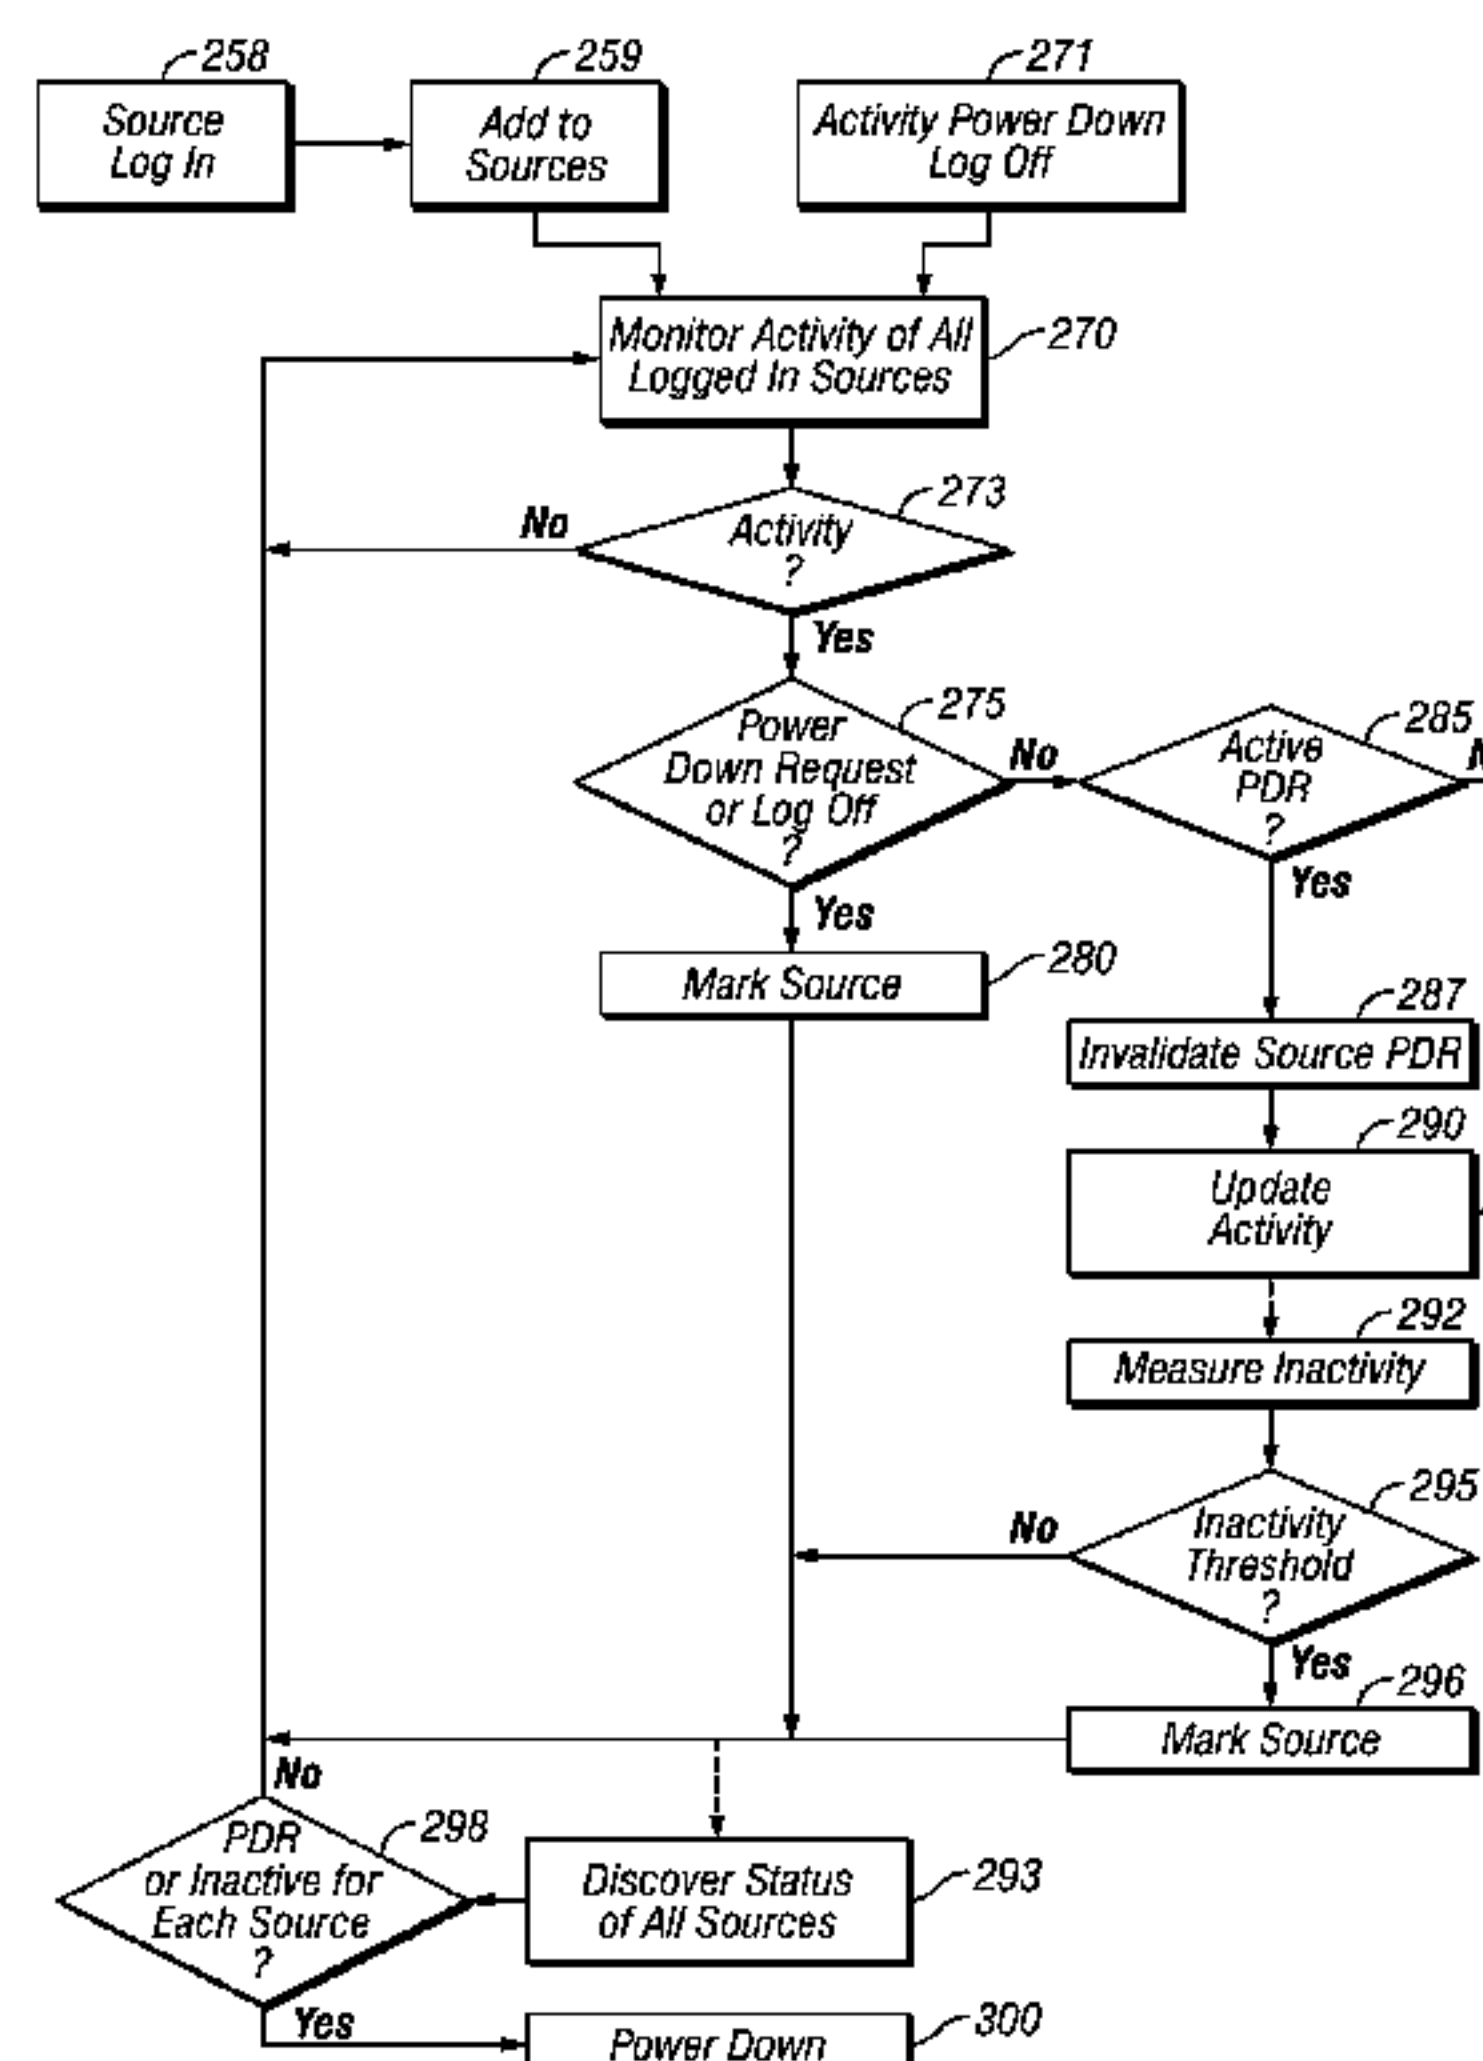 258
Source
Log In
259
Add to
Sources
271
Activity Power Down
Log Off
Monitor Activity of All
Logged In Sources
270
273
Activity
?
No
Yes
275
Power
Down Request
or Log Off
?
No
Yes
285
Active
PDR
?
Yes
Mark Source
280
287
Invalidate Source PDR
290
Update
Activity
292
Measure Inactivity
295
Inactivity
Threshold
?
No
Yes
296
Mark Source
No
298
PDR
or Inactive for
Each Source
?
Yes
Discover Status
of All Sources
293
Power Down
300